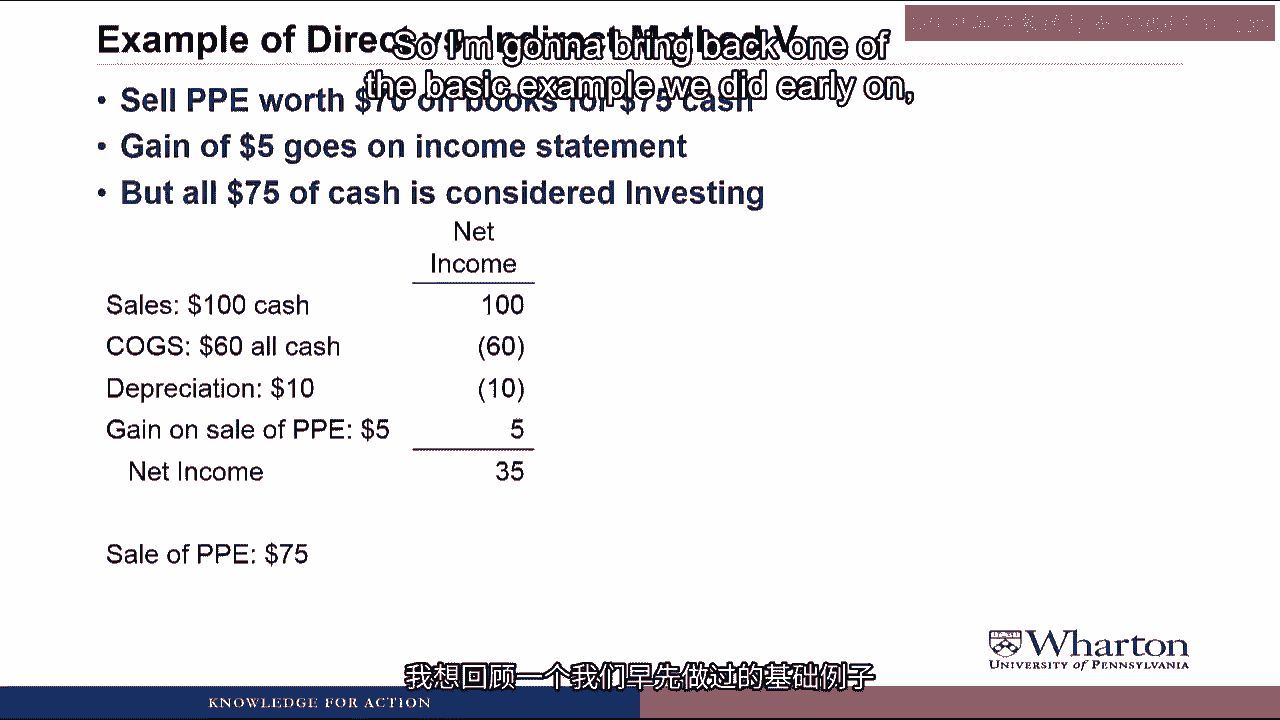 Example of Direct vs Indirect Method V
So I'm gonna bring back one of
the basic example we did early on,
• Sell PPE worth $70 on books for $75 cash
• Gain of $5 goes on income statement
• But all $75 of cash is considered Investing
Net
Income
Sales: $100 cash 100
COGS: $60 all cash (60)
Depreciation: $10 (10)
Gain on sale of PPE: $5 5
Net Income 35
Sale of PPE: $75
Wharton
UNIVERSITY of PENNSYLVANIA
我想回顾一个我们早先做过的基础例子
KNOWLEDGE FOR ACTION